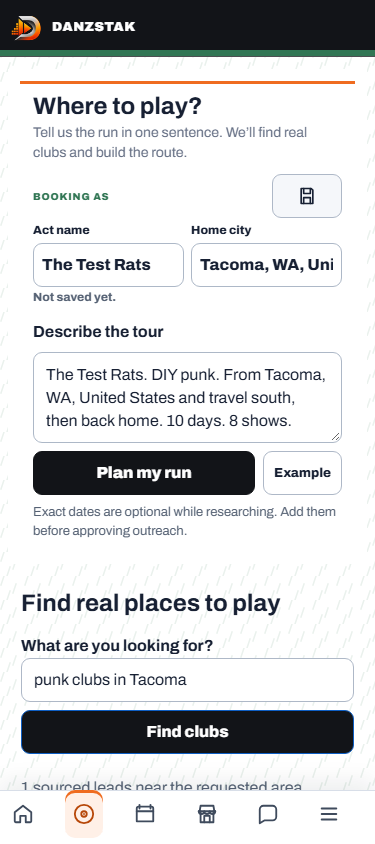 DANZSTAK
Where to play?
Tell us the run in one sentence. We’ll find real
clubs and build the route.
BOOKING AS
Act name
Home city
The Test Rats
Tacoma, WA, Uni
Not saved yet.
Describe the tour
The Test Rats. DIY punk. From Tacoma,
WA, United States and travel south,
then back home. 10 days. 8 shows.
Plan my run
Example
Exact dates are optional while researching. Add them
before approving outreach.
Find real places to play
What are you looking for?
punk clubs in Tacoma
Find clubs
1 sourced leads near the requested area